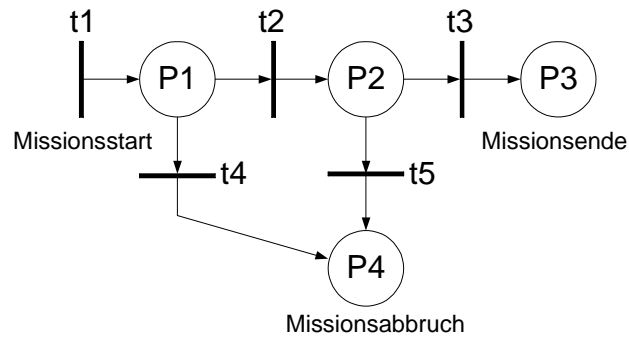 t1
t2
t3
P1
P2
P3
Missionsstart
Missionsende
t4
t5
P4
Missionsabbruch